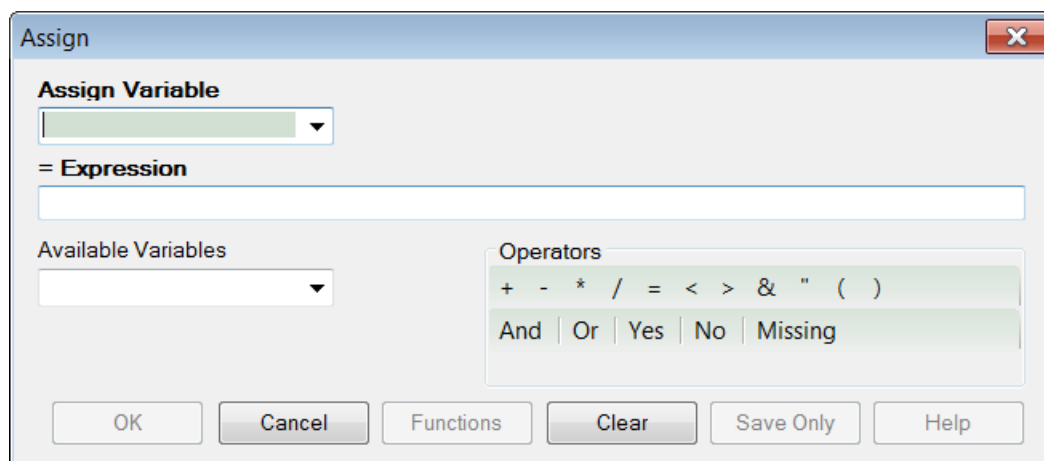 Assign
Assign Variable
= Expression
Available Variables
Operators
+ - * / = < > & " ( )
And Or Yes No Missing
OK Cancel Functions Clear Save Only Help